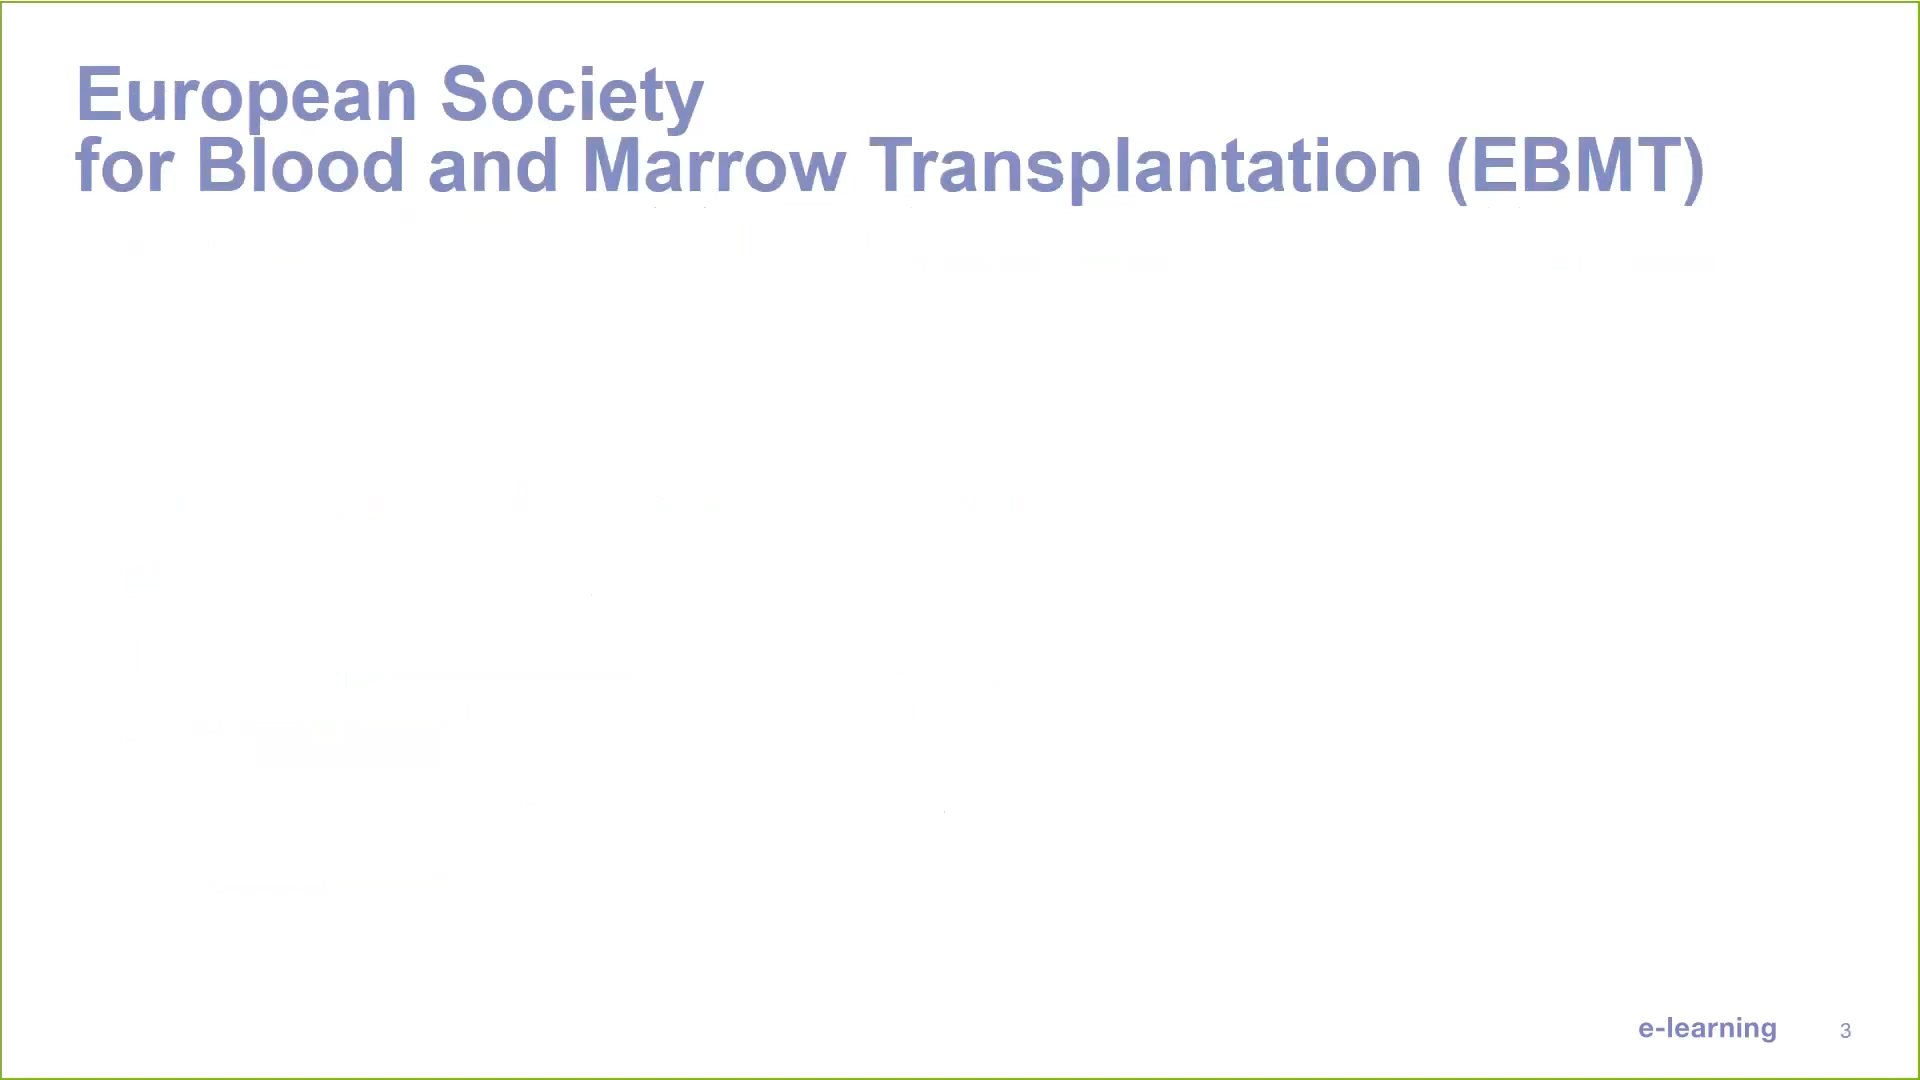 European Society
for Blood and Marrow Transplantation (EBMT)
e-learning
3